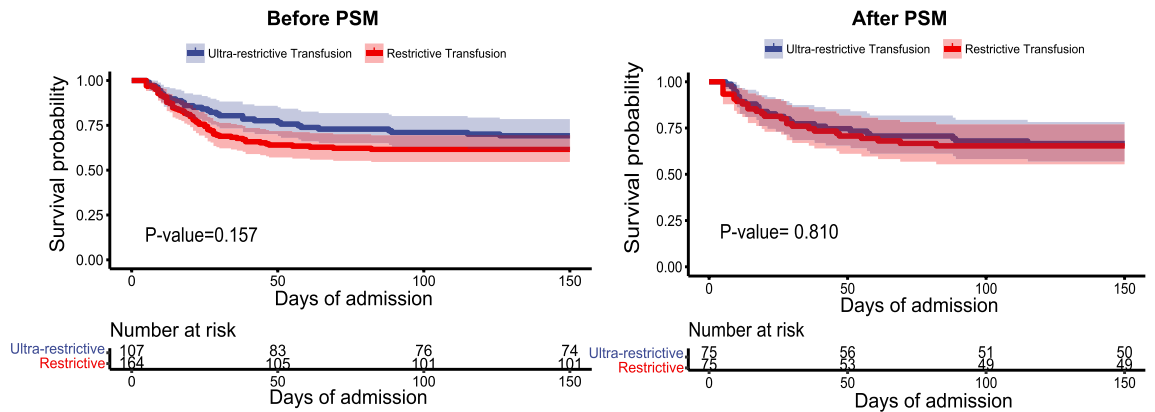 Before PSM
Ultra-restrictive Transfusion
Restrictive Transfusion
Survival probability
1.00
0.75
0.50
0.25
0.00
P-value=0.157
0 50 100 150
Days of admission
Number at risk
Ultra-restrictive 107 83 76 74
Restrictive 164 105 101 101
0 50 100 150
Days of admission
After PSM
Ultra-restrictive Transfusion
Restrictive Transfusion
Survival probability
1.00
0.75
0.50
0.25
0.00
P-value= 0.810
0 50 100 150
Days of admission
Number at risk
Ultra-restrictive 75 56 51 50
Restrictive 75 53 49 49
0 50 100 150
Days of admission